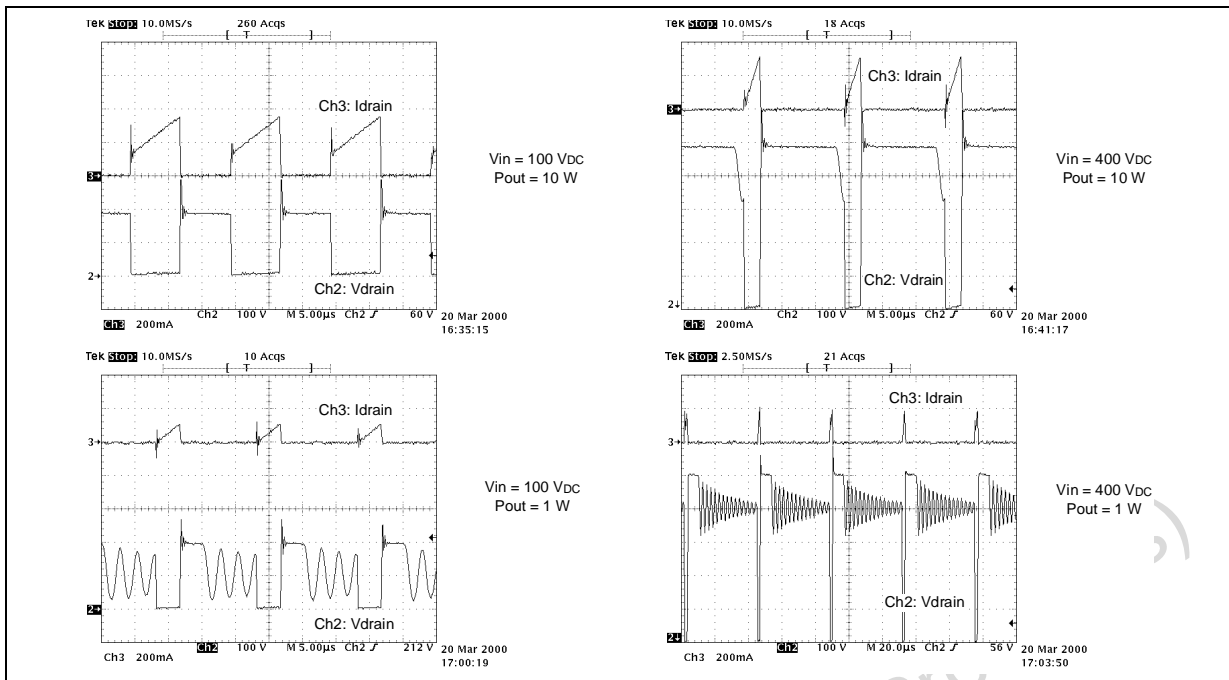 Tek Stop: 10.0MS/s 260 Acqs
[ T ]
Ch3: Idrain
3→
2→
Ch2: Vdrain
Ch2 100 V M 5.00µs Ch2 ∫ 60 V
Ch3 200mA
20 Mar 2000
16:35:15
Vin = 100 VDC
Pout = 10 W
Tek Stop: 10.0MS/s 18 Acqs
[ T ]
Ch3: Idrain
3→
Ch2: Vdrain
2↓
Ch2 100 V M 5.00µs Ch2 ∫ 60 V
Ch3 200mA
20 Mar 2000
16:41:17
Vin = 400 VDC
Pout = 10 W
Tek Stop: 10.0MS/s 10 Acqs
[ T ]
Ch3: Idrain
3→
2→
Ch2: Vdrain
Ch2 100 V M 5.00µs Ch2 ∫ 212 V
Ch3 200mA
20 Mar 2000
17:00:19
Vin = 100 VDC
Pout = 1 W
Tek Stop: 2.50MS/s 21 Acqs
[ T ]
Ch3: Idrain
3→
Ch2: Vdrain
2↓
Ch2 100 V M 20.0µs Ch2 ∫ 56 V
Ch3 200mA
20 Mar 2000
17:03:50
Vin = 400 VDC
Pout = 1 W